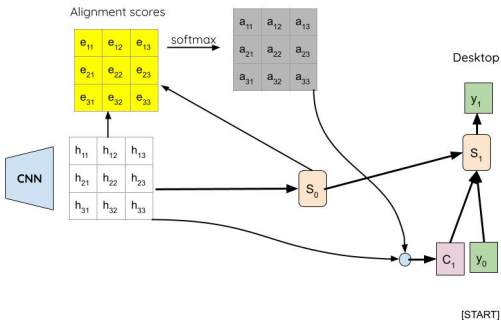 Alignment scores
e11 e12 e13
e21 e22 e23
e31 e32 e33
softmax
a11 a12 a13
a21 a22 a23
a31 a32 a33
Desktop
y1
S1
CNN
h11 h12 h13
h21 h22 h23
h31 h32 h33
S0
C1
y0
[START]